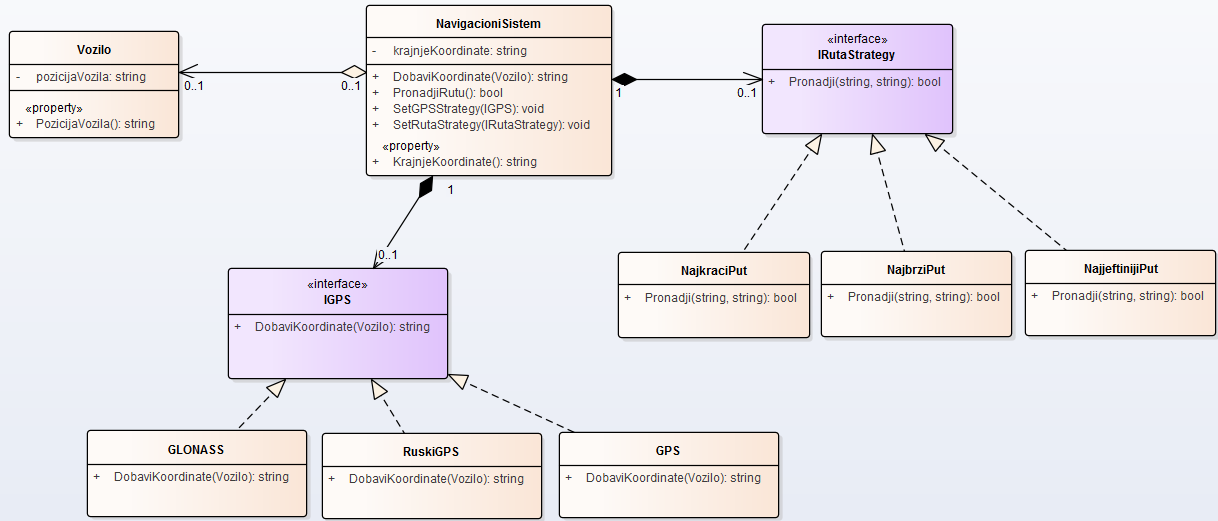 Vozilo
- pozicijaVozila: string
«property»
+ PozicijaVozila(): string
0..1
0..1
NavigacioniSistem
- krajnjeKoordinate: string
+ DobaviKoordinate(Vozilo): string
+ PronadjiRutu(): bool
+ SetGPSStrategy(IGPS): void
+ SetRutaStrategy(IRutaStrategy): void
«property»
+ KrajnjeKoordinate(): string
1
0..1
«interface»
IRutaStrategy
+ Pronadji(string, string): bool
1
0..1
NajkraciPut
+ Pronadji(string, string): bool
NajbrziPut
+ Pronadji(string, string): bool
NajjeftinijiPut
+ Pronadji(string, string): bool
«interface»
IGPS
+ DobaviKoordinate(Vozilo): string
GLONASS
+ DobaviKoordinate(Vozilo): string
RuskiGPS
+ DobaviKoordinate(Vozilo): string
GPS
+ DobaviKoordinate(Vozilo): string